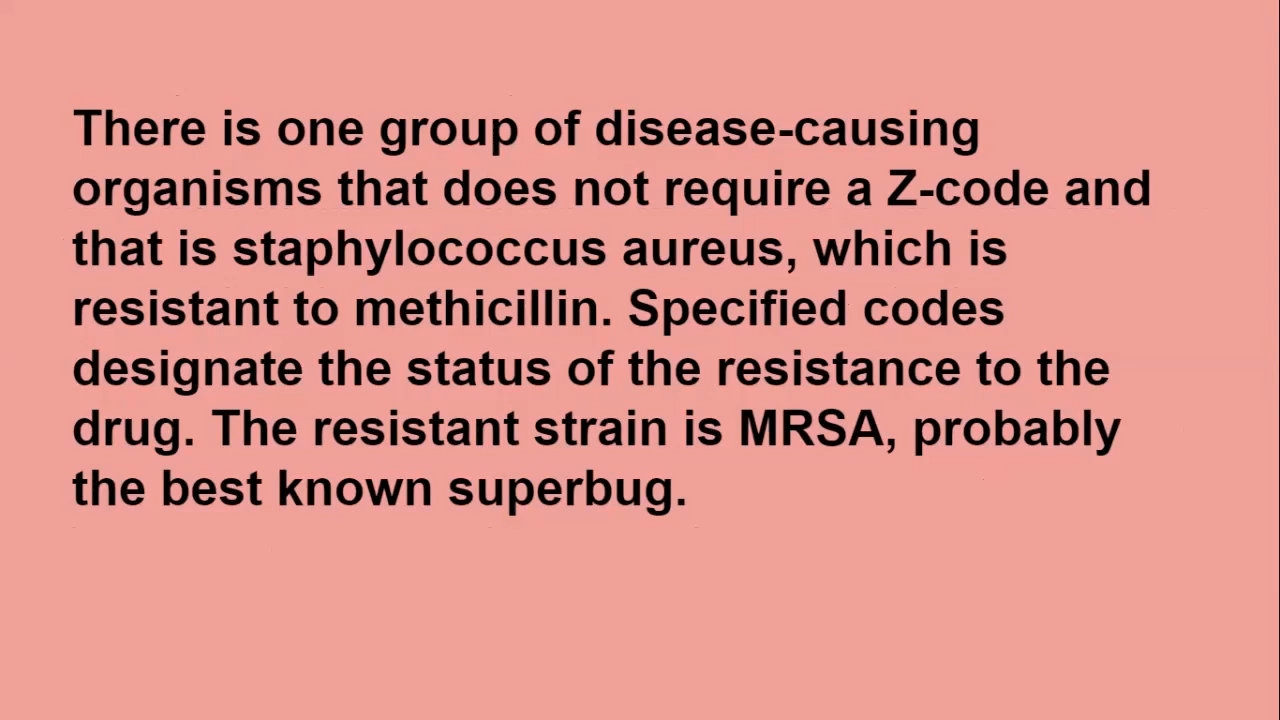 There is one group of disease-causing
organisms that does not require a Z-code and
that is staphylococcus aureus, which is
resistant to methicillin. Specified codes
designate the status of the resistance to the
drug. The resistant strain is MRSA, probably
the best known superbug.